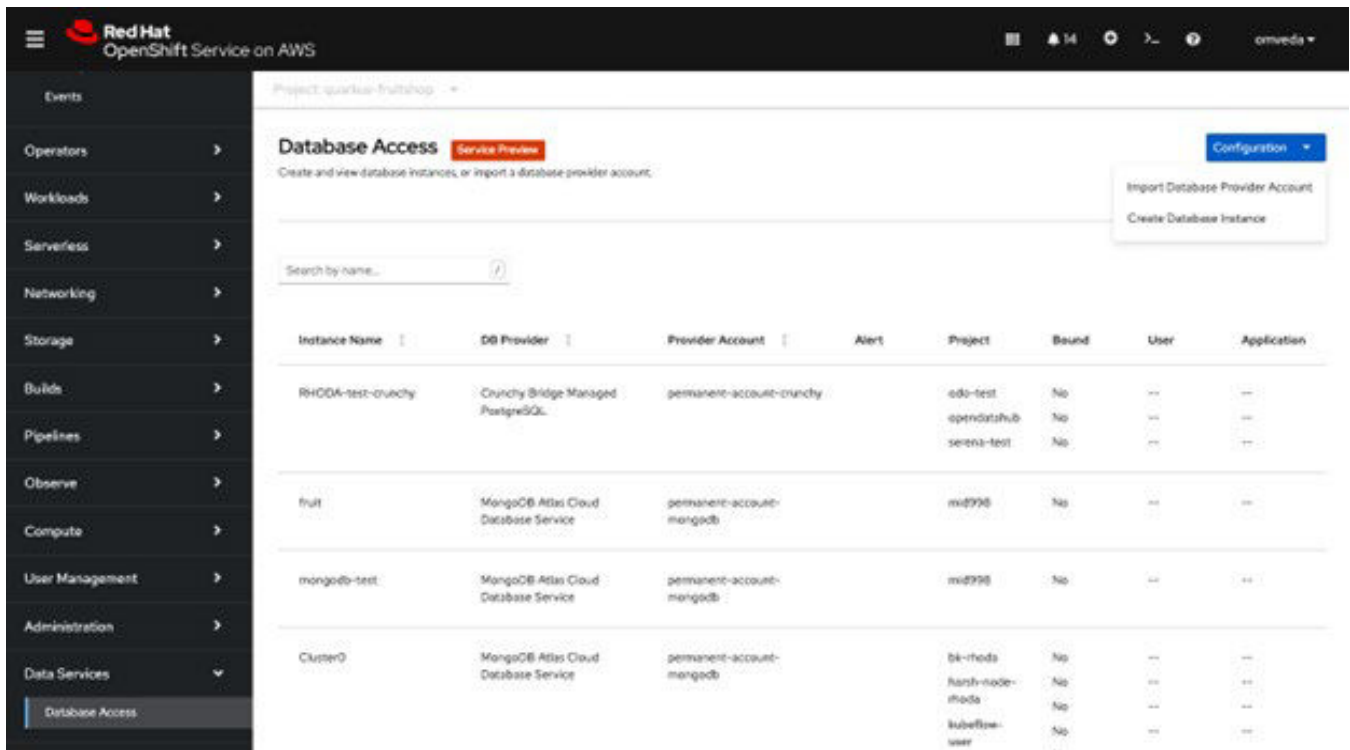 Red Hat
OpenShift Service on AWS
14
omveda
Events
Operators
Workloads
Serverless
Networking
Storage
Builds
Pipelines
Observe
Compute
User Management
Administration
Data Services
Database Access
Project: quarkus-fruitshop
Database Access Service Preview
Create and view database instances, or import a database provider account.
Configuration
Import Database Provider Account
Create Database Instance
Search by name... /
Instance Name DB Provider Provider Account Alert Project Bound User Application
RHODA-test-crunchy Crunchy Bridge Managed permanent-account-crunchy odo-test No -- --
PostgreSQL opendatahub No -- --
serena-test No -- --
fruit MongoDB Atlas Cloud permanent-account- mid998 No -- --
Database Service mongodb
mongodb-test MongoDB Atlas Cloud permanent-account- mid998 No -- --
Database Service mongodb
Cluster0 MongoDB Atlas Cloud permanent-account- bk-rhoda No -- --
Database Service mongodb harsh-node- No -- --
rhoda No -- --
kubeflow- No -- --
user